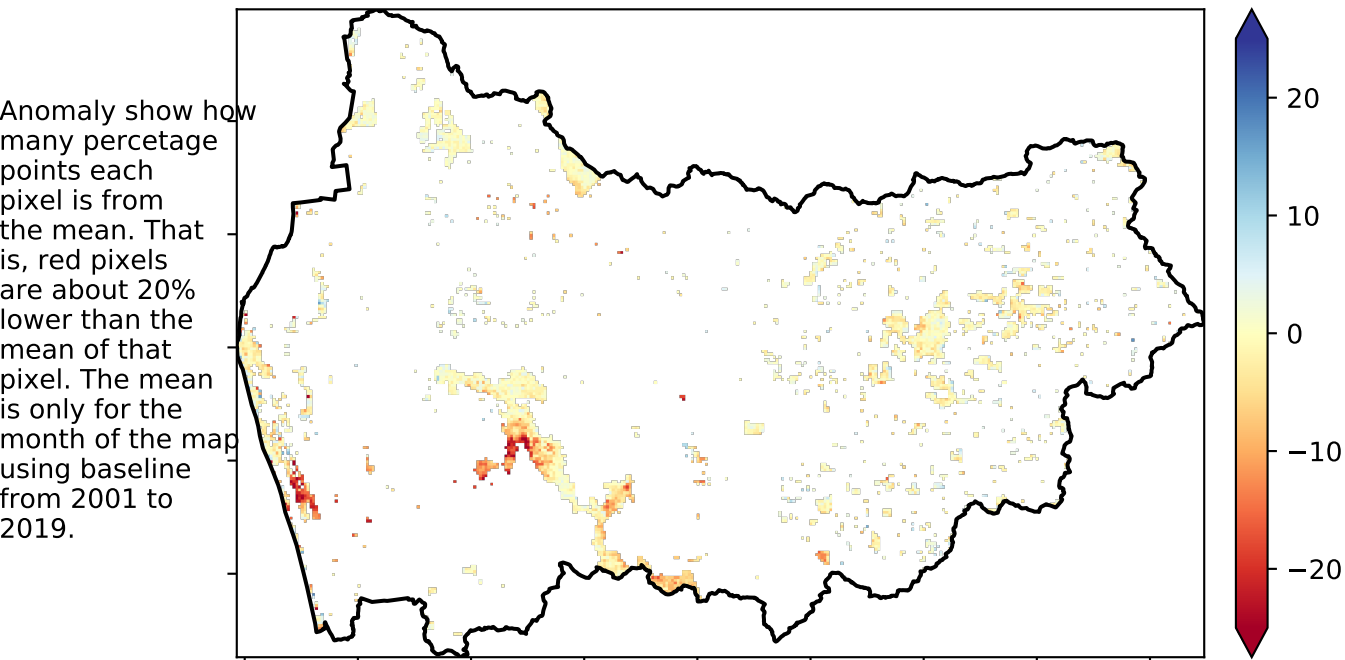 Anomaly show how
many percetage
points each
pixel is from
the mean. That
is, red pixels
are about 20%
lower than the
mean of that
pixel. The mean
is only for the
month of the map
using baseline
from 2001 to
2019.
20
10
0
−10
−20